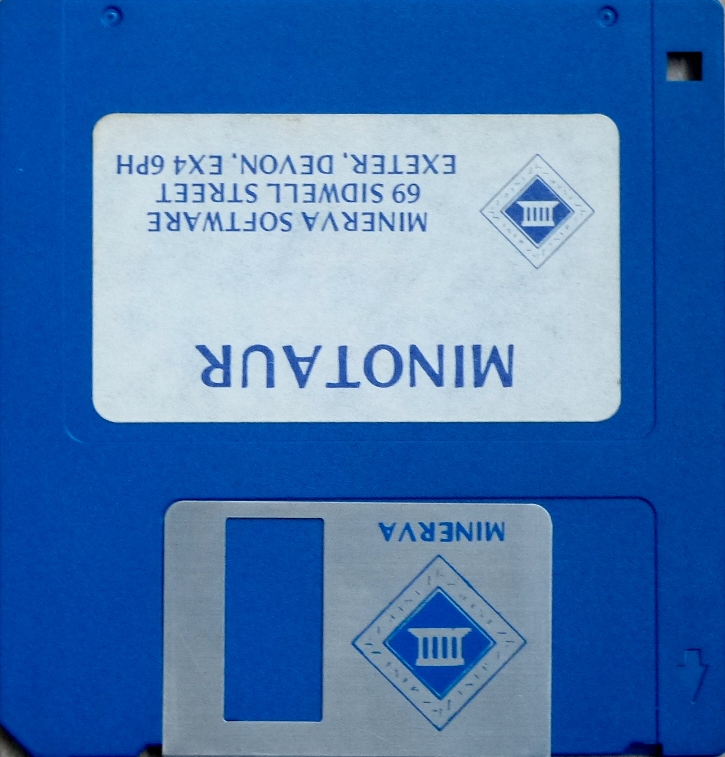 MINERVA SOFTWARE
69 SIDWELL STREET
EXETER, DEVON, EX4 6PH
MINOTAUR
MINERVA